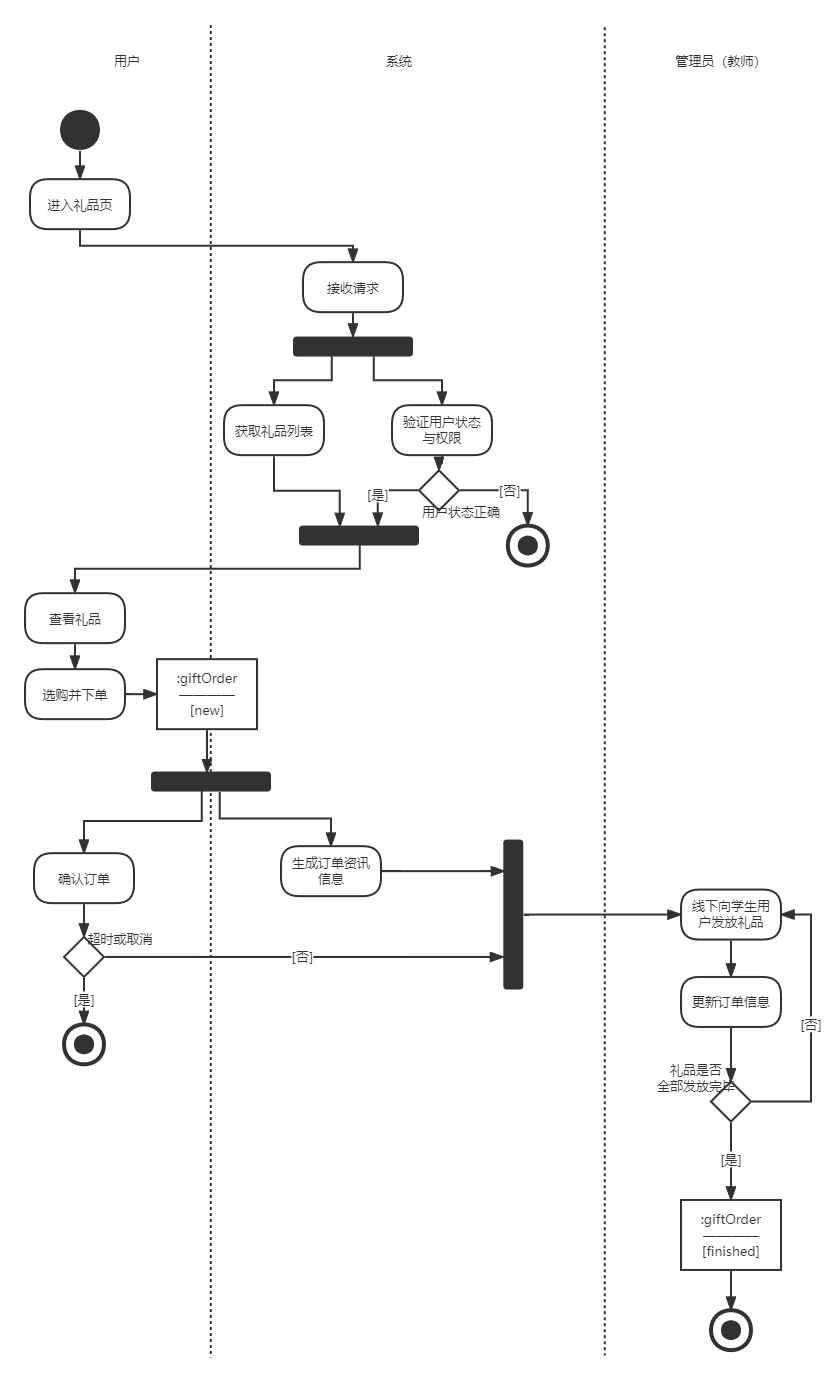 用户
系统
管理员（教师）
进入礼品页
接收请求
获取礼品列表
验证用户状态
与权限
[是]
[否]
用户状态正确
查看礼品
选购并下单
:giftOrder
—————
[new]
确认订单
生成订单资讯
信息
超时或取消
[否]
[是]
线下向学生用
户发放礼品
更新订单信息
[否]
礼品是否
全部发放完毕
[是]
:giftOrder
—————
[finished]